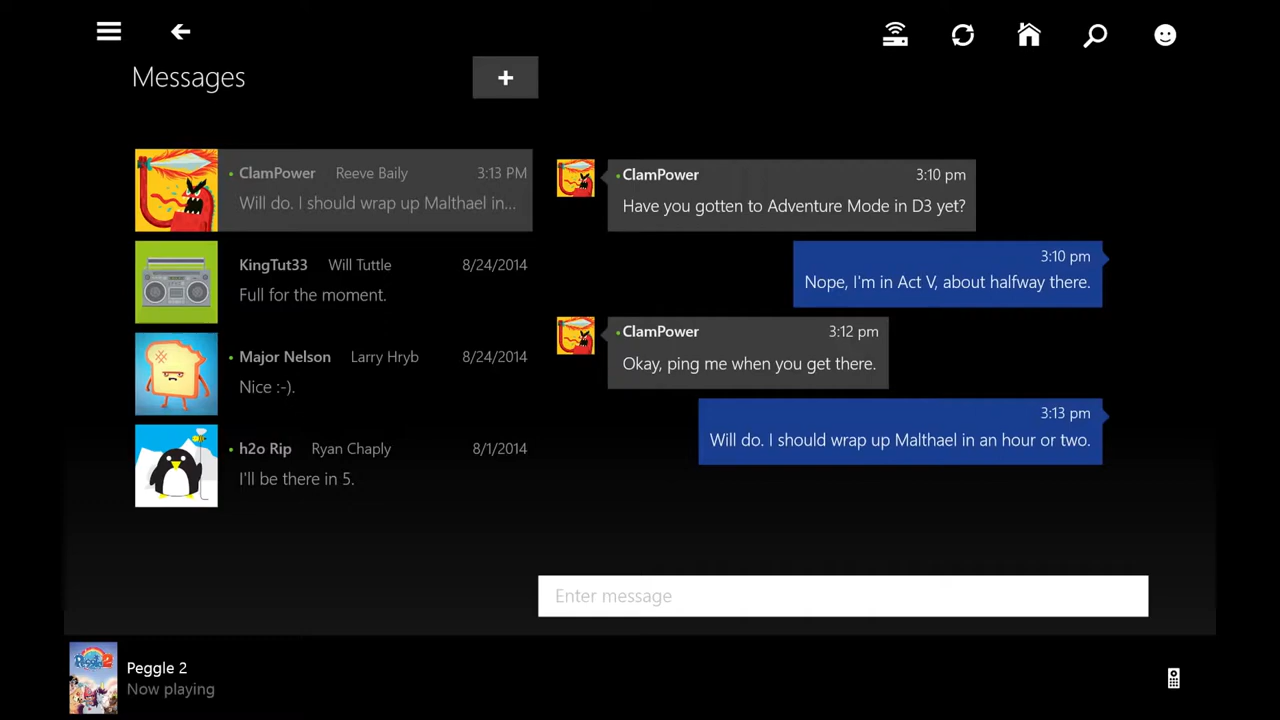 Messages
+
ClamPower Reeve Baily 3:13 PM
Will do. I should wrap up Malthael in...
KingTut33 Will Tuttle 8/24/2014
Full for the moment.
Major Nelson Larry Hryb 8/24/2014
Nice :-).
h2o Rip Ryan Chaply 8/1/2014
I'll be there in 5.
ClamPower 3:10 pm
Have you gotten to Adventure Mode in D3 yet?
3:10 pm
Nope, I'm in Act V, about halfway there.
ClamPower 3:12 pm
Okay, ping me when you get there.
3:13 pm
Will do. I should wrap up Malthael in an hour or two.
Enter message
Peggle 2
Peggle 2
Now playing